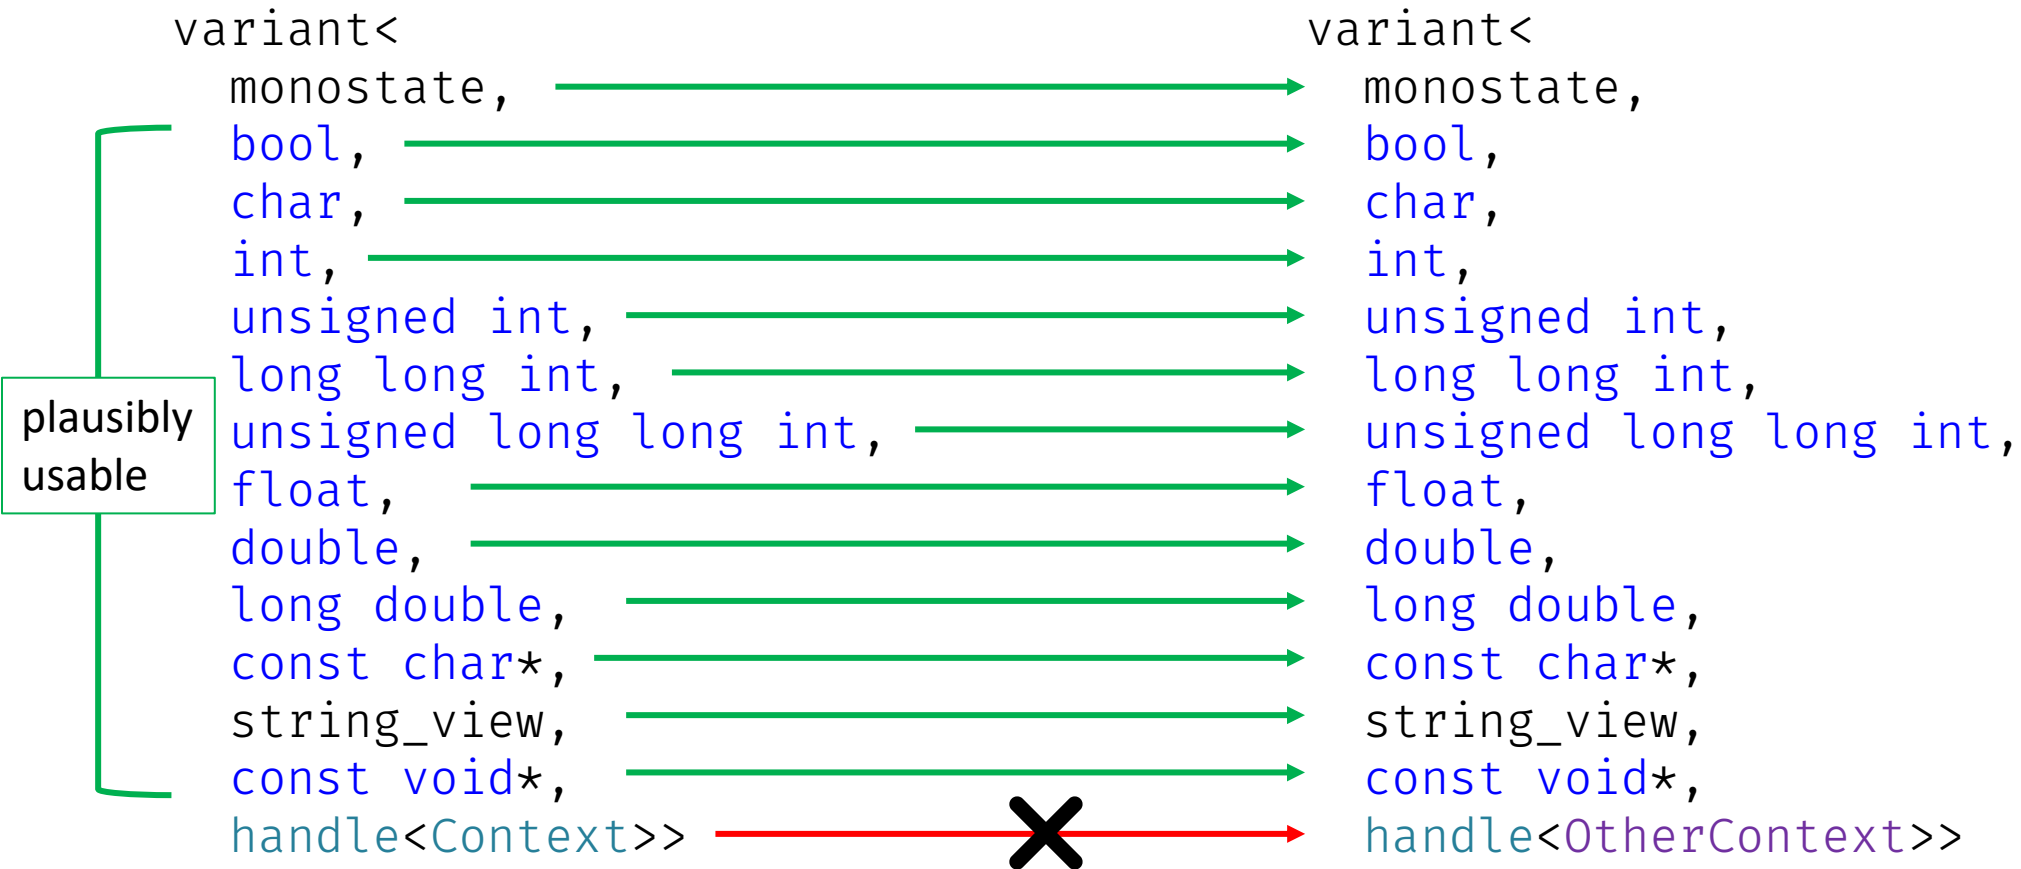 variant<
monostate,
bool,
char,
int,
unsigned int,
long long int,
unsigned long long int,
float,
double,
long double,
const char*,
string_view,
const void*,
handle<Context>>
plausibly
usable
variant<
monostate,
bool,
char,
int,
unsigned int,
long long int,
unsigned long long int,
float,
double,
long double,
const char*,
string_view,
const void*,
handle<OtherContext>>